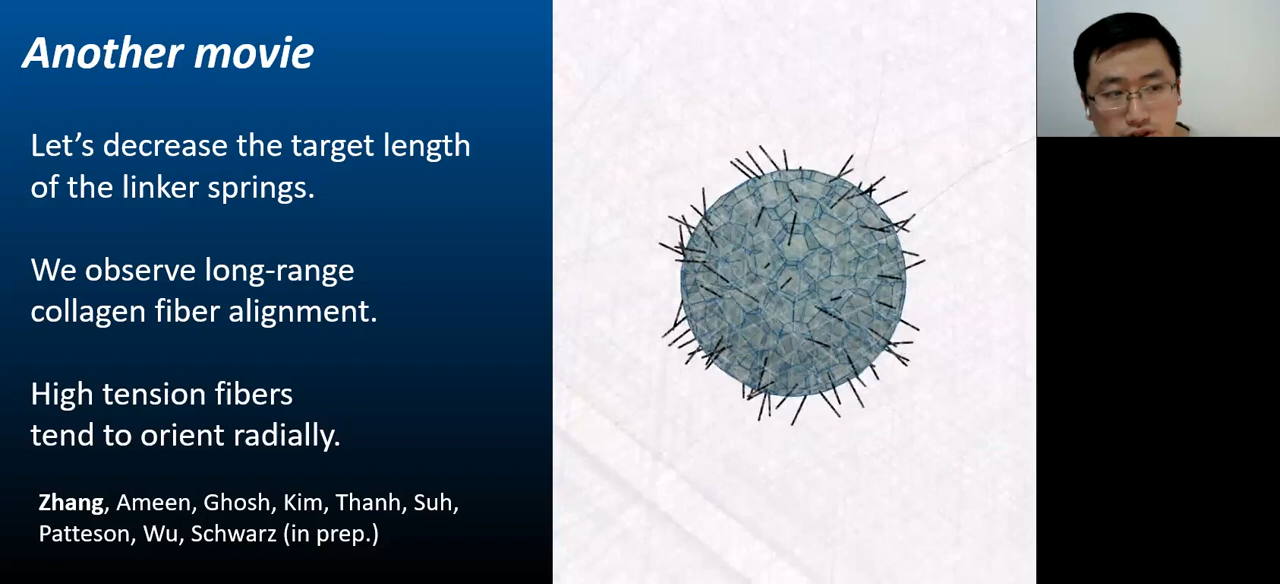 Another movie
Let’s decrease the target length
of the linker springs.
We observe long-range
collagen fiber alignment.
High tension fibers
tend to orient radially.
Zhang, Ameen, Ghosh, Kim, Thanh, Suh,
Patteson, Wu, Schwarz (in prep.)